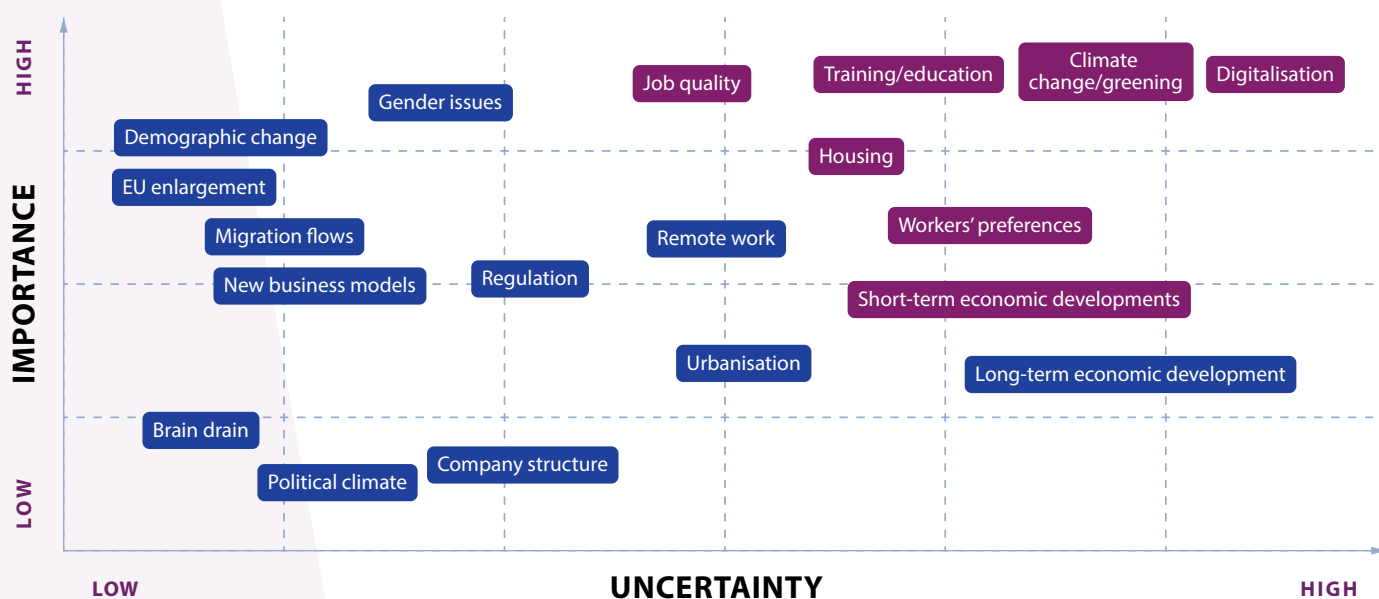 HIGH
IMPORTANCE
LOW
Job quality
Training/education
Climate
change/greening
Digitalisation
Gender issues
Demographic change
Housing
EU enlargement
Migration flows
Remote work
Workers’ preferences
New business models
Regulation
Short-term economic developments
Urbanisation
Long-term economic development
Brain drain
Political climate
Company structure
LOW
UNCERTAINTY
HIGH